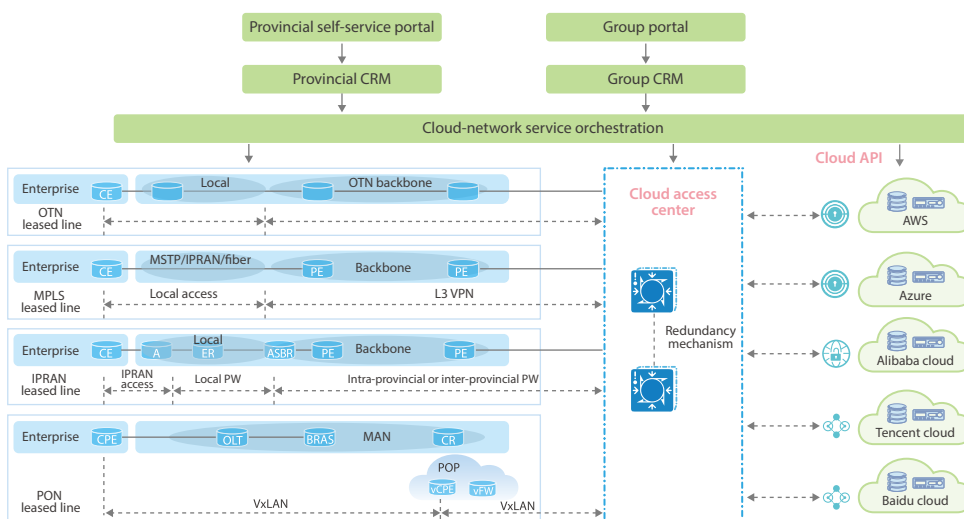 Provincial self-service portal
Group portal
Provincial CRM
Group CRM
Cloud-network service orchestration
Cloud API
Enterprise
CE
Local
OTN backbone
OTN
leased line
Cloud access
center
AWS
Enterprise
CE
MSTP/IPRAN/fiber
PE
Backbone
PE
MPLS
leased line
Local access
L3 VPN
Azure
Enterprise
CE
A
Local
ER
ASBR
PE
Backbone
PE
IPRAN
leased line
IPRAN
access
Local PW
Intra-provincial or inter-provincial PW
Redundancy
mechanism
Alibaba cloud
Enterprise
CPE
OLT
BRAS
MAN
CR
Tencent cloud
POP
vCPE
vFW
PON
leased line
VxLAN
VxLAN
Baidu cloud